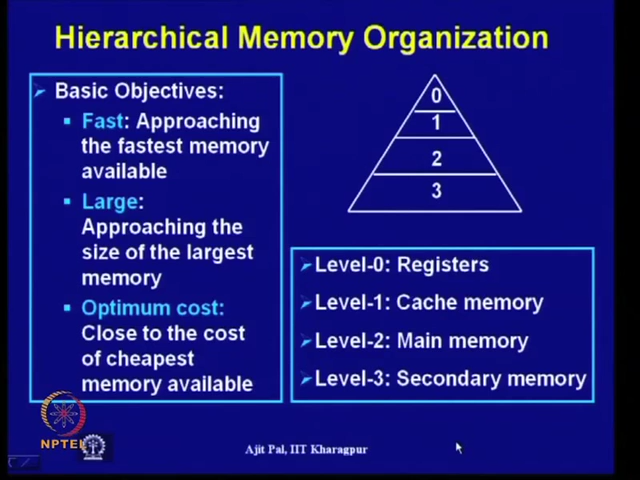 Hierarchical Memory Organization
Basic Objectives:
Fast: Approaching
the fastest memory
available
Large:
Approaching the
size of the largest
memory
Optimum cost:
Close to the cost
of cheapest
memory available
0
1
2
3
Level-0: Registers
Level-1: Cache memory
Level-2: Main memory
Level-3: Secondary memory
NPTEL
Ajit Pal, IIT Kharagpur